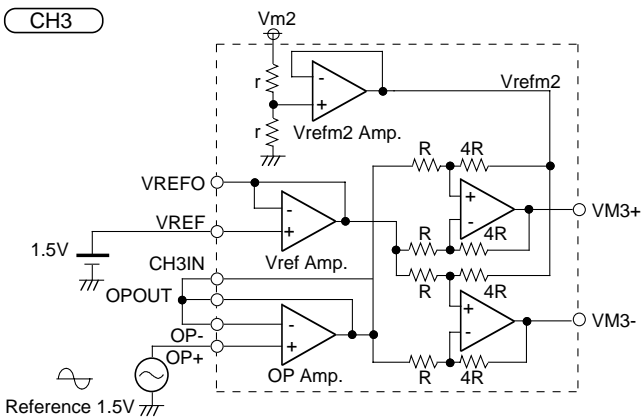 CH3
Vm2
r
-
+
Vrefm2
r
Vrefm2 Amp.
R 4R
VREFO
+
-
VM3+
VREF
-
+
R 4R
1.5V
Vref Amp.
R 4R
CH3IN
OPOUT
+
-
VM3-
OP-
-
OP+
+
OP Amp.
R 4R
Reference 1.5V